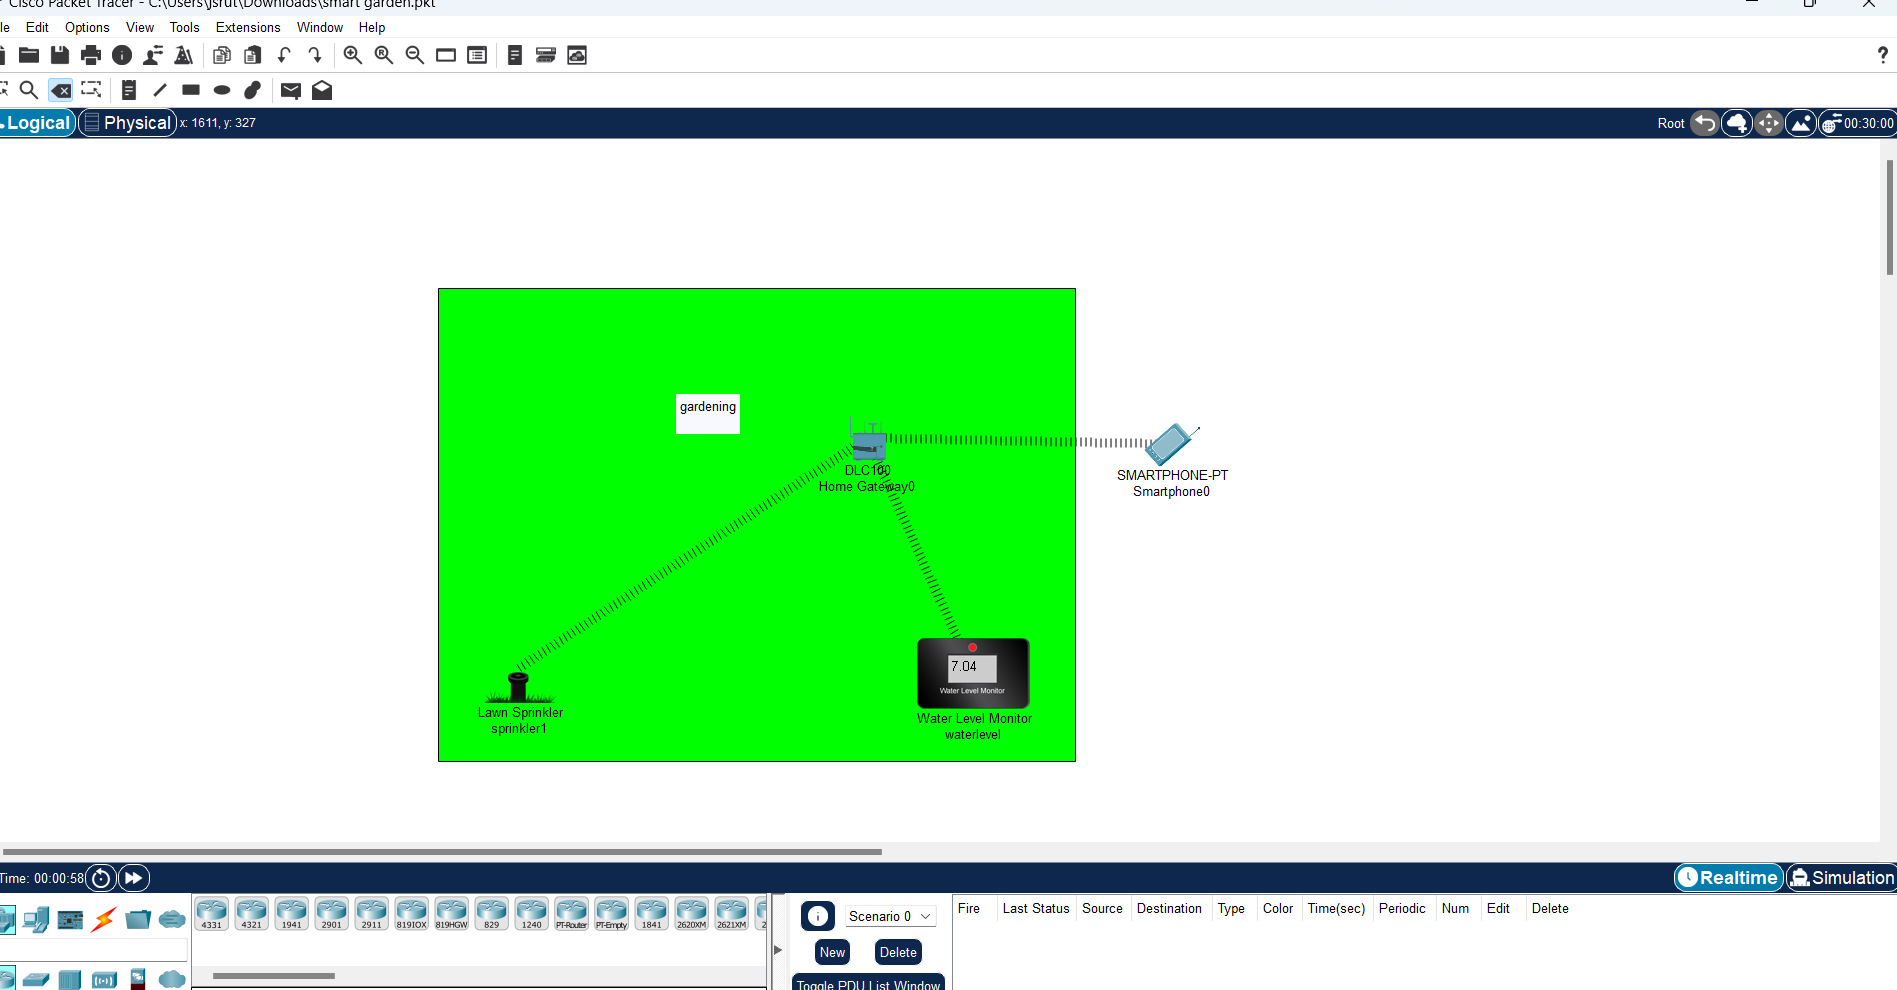 Cisco Packet Tracer - C:\Users\jsrut\Downloads\smart garden.pkt
le Edit Options View Tools Extensions Window Help
?
Logical Physical x: 1611, y: 327 Root 00:30:00
gardening
DLC100
Home Gateway0
SMARTPHONE-PT
Smartphone0
7.04
Water Level Monitor
Lawn Sprinkler
sprinkler1
Water Level Monitor
waterlevel
Time: 00:00:58 Realtime Simulation
4331 4321 1941 2901 2911 819IOX 819HGW 829 1240 PT-Router PT-Empty 1841 2620XM 2621XM 2
Scenario 0
New Delete
Toggle PDU List Window
Fire Last Status Source Destination Type Color Time(sec) Periodic Num Edit Delete